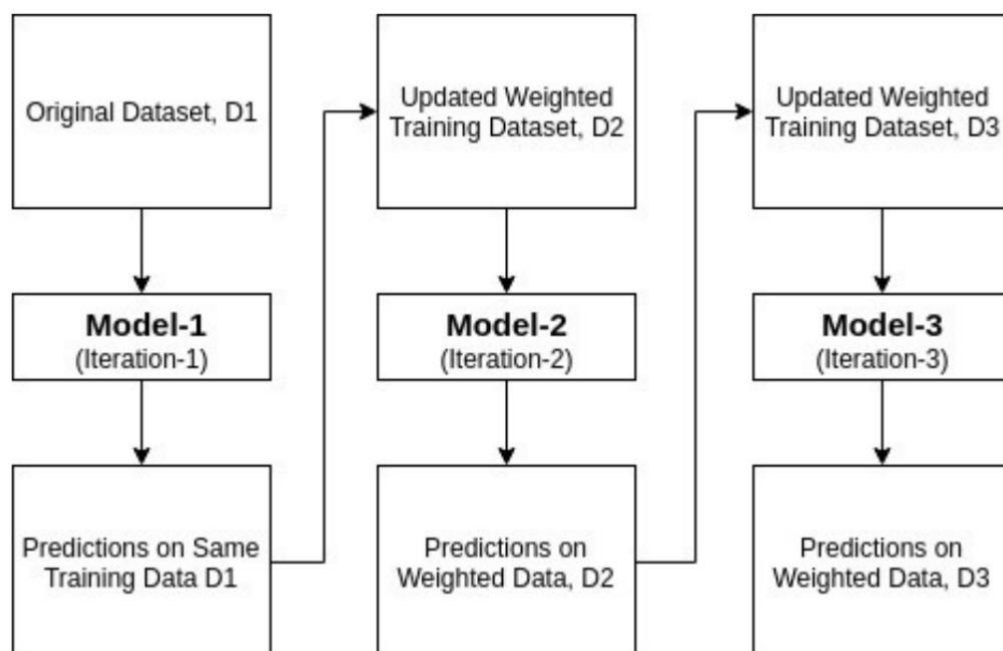 Original Dataset, D1
Model-1
(Iteration-1)
Predictions on Same
Training Data D1
Updated Weighted
Training Dataset, D2
Model-2
(Iteration-2)
Predictions on
Weighted Data, D2
Updated Weighted
Training Dataset, D3
Model-3
(Iteration-3)
Predictions on
Weighted Data, D3